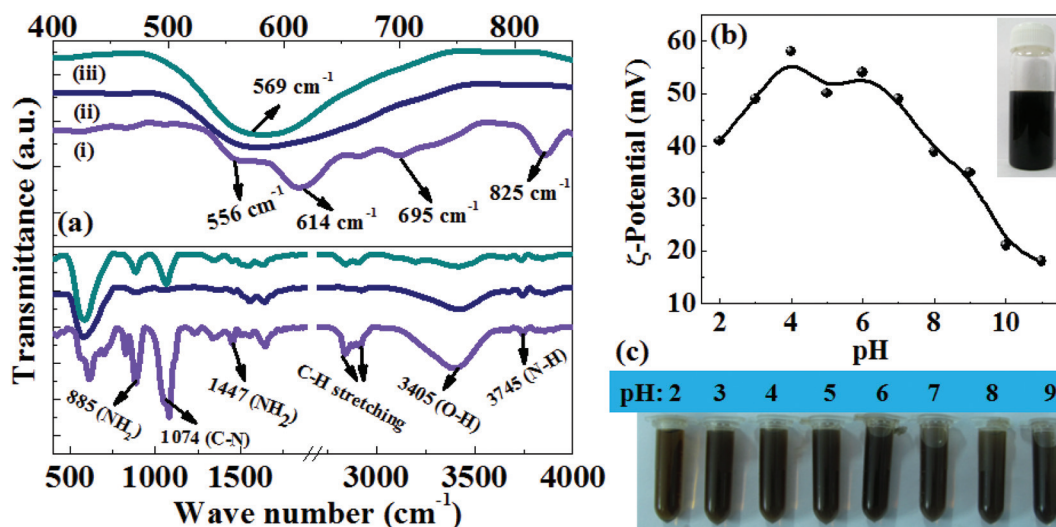 400 500 600 700 800
(iii)
(ii)
(i)
569 cm-1
556 cm-1
614 cm-1
695 cm-1
825 cm-1
(a)
Transmittance (a.u.)
885 (NH2)
1074 (C-N)
1447 (NH2)
C-H stretching
3405 (O-H)
3745 (N-H)
500 1000 1500 3000 3500 4000
Wave number (cm-1)
(b)
ζ-Potential (mV)
60
50
40
30
20
10
2 4 6 8 10
pH
(c)
pH: 2 3 4 5 6 7 8 9